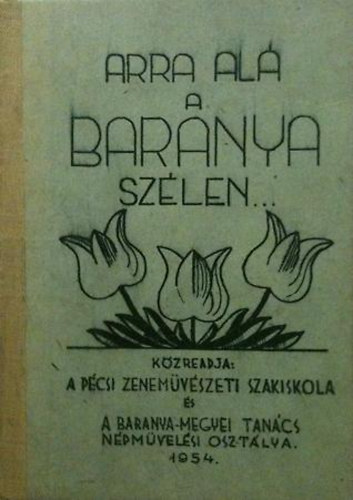 ARRA ALÁ
A
BARANYA
SZÉLEN...
KÖZREADJA:
A PÉCSI ZENEMŰVÉSZETI SZAKISKOLA
ÉS
A BARANYA-MEGYEI TANÁCS
NÉPMŰVELÉSI OSZTÁLYA.
1954.